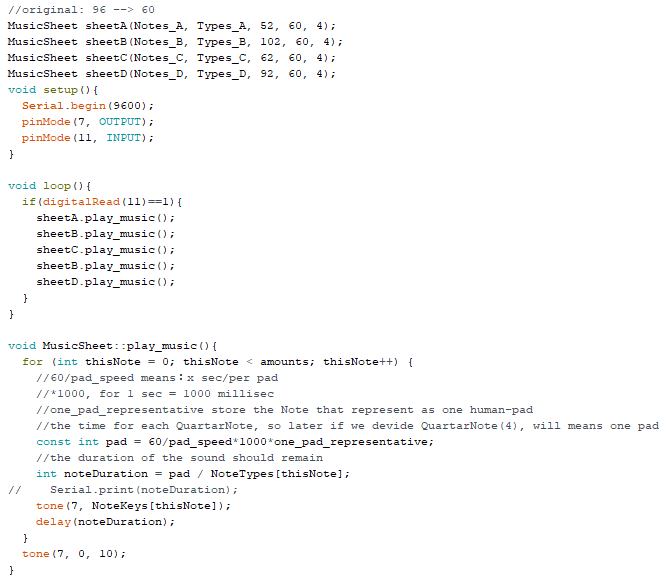 //original: 96 --> 60
MusicSheet sheetA(Notes_A, Types_A, 52, 60, 4);
MusicSheet sheetB(Notes_B, Types_B, 102, 60, 4);
MusicSheet sheetC(Notes_C, Types_C, 62, 60, 4);
MusicSheet sheetD(Notes_D, Types_D, 92, 60, 4);
void setup(){
  Serial.begin(9600);
  pinMode(7, OUTPUT);
  pinMode(11, INPUT);
}

void loop(){
  if(digitalRead(11)==1){
    sheetA.play_music();
    sheetB.play_music();
    sheetC.play_music();
    sheetB.play_music();
    sheetD.play_music();
  }
}

void MusicSheet::play_music(){
  for (int thisNote = 0; thisNote < amounts; thisNote++) {
    //60/pad_speed means：x sec/per pad
    //*1000, for 1 sec = 1000 millisec
    //one_pad_representative store the Note that represent as one human-pad
    //the time for each QuartarNote, so later if we devide QuartarNote(4), will means one pad
    const int pad = 60/pad_speed*1000*one_pad_representative;
    //the duration of the sound should remain
    int noteDuration = pad / NoteTypes[thisNote];
//    Serial.print(noteDuration);
    tone(7, NoteKeys[thisNote]);
    delay(noteDuration);
  }
  tone(7, 0, 10);
}